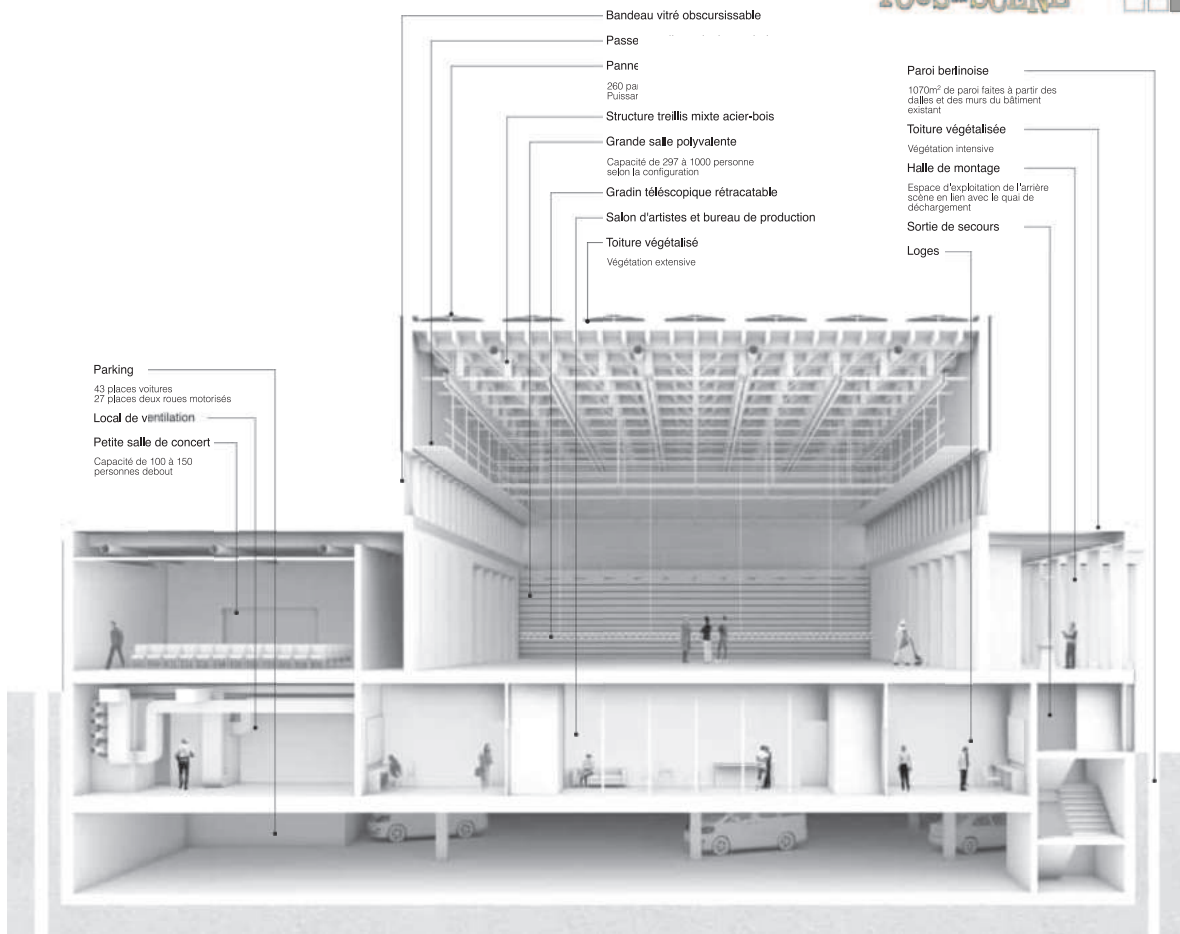 TOUS EN SCÈNE
Bandeau vitré obscursissable
Passe
Panne
260 pa
Puissan
Structure treillis mixte acier-bois
Grande salle polyvalente
Capacité de 297 à 1000 personne
selon la configuration
Gradin téléscopique rétracatable
Salon d'artistes et bureau de production
Toiture végétalisé
Végétation extensive
Paroi berlinoise
1070m² de paroi faites à partir des
dalles et des murs du bâtiment
existant
Toiture végétalisée
Végétation intensive
Halle de montage
Espace d'exploitation de l'arrière
scène en lien avec le quai de
déchargement
Sortie de secours
Loges
Parking
43 places voitures
27 places deux roues motorisés
Local de ventilation
Petite salle de concert
Capacité de 100 à 150
personnes debout